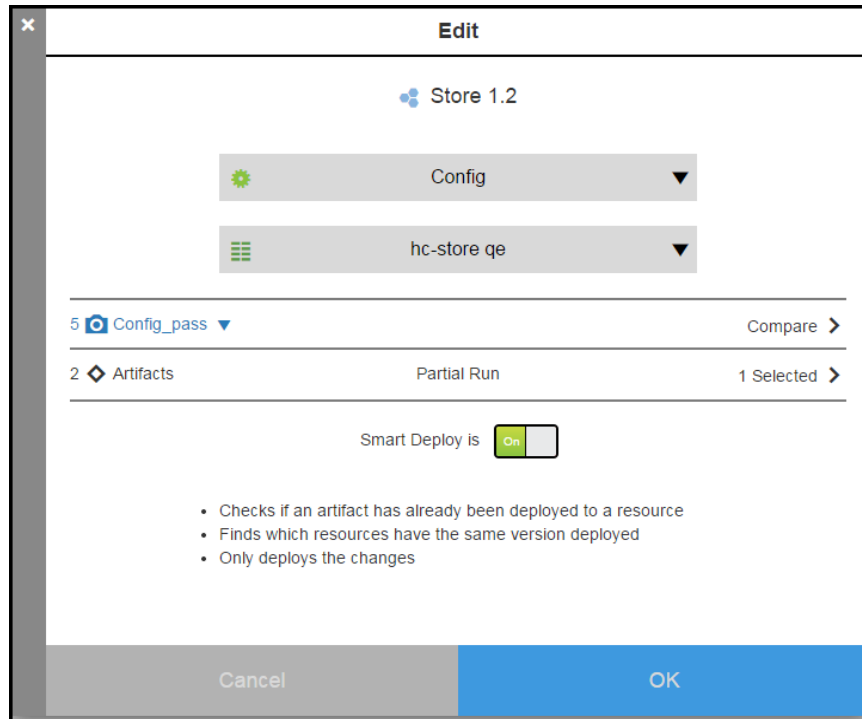 Edit
Store 1.2
Config
hc-store qe
5 Config_pass Compare
2 Artifacts Partial Run 1 Selected
Smart Deploy is On
• Checks if an artifact has already been deployed to a resource
• Finds which resources have the same version deployed
• Only deploys the changes
Cancel OK